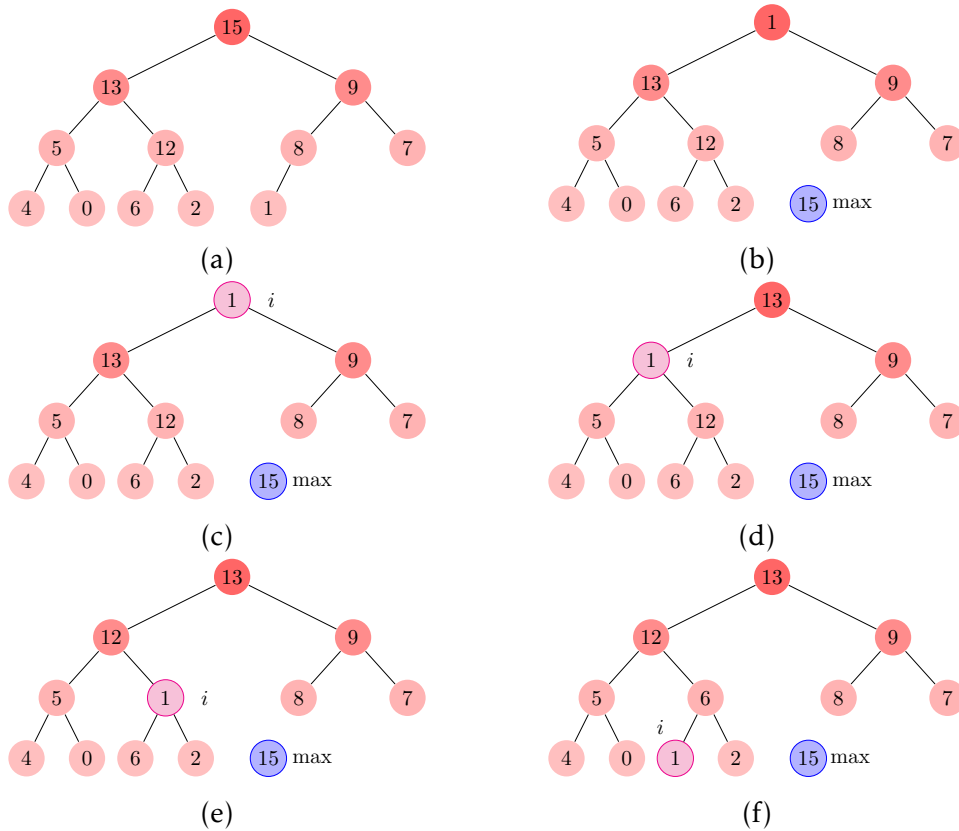 15
13 9
5 12 8 7
4 0 6 2 1
(a)
1
13 9
5 12 8 7
4 0 6 2 15 max
(b)
1 i
13 9
5 12 8 7
4 0 6 2 15 max
(c)
13
1 i 9
5 12 8 7
4 0 6 2 15 max
(d)
13
12 9
5 1 i 8 7
4 0 6 2 15 max
(e)
13
12 9
5 6 8 7
i
4 0 1 2 15 max
(f)